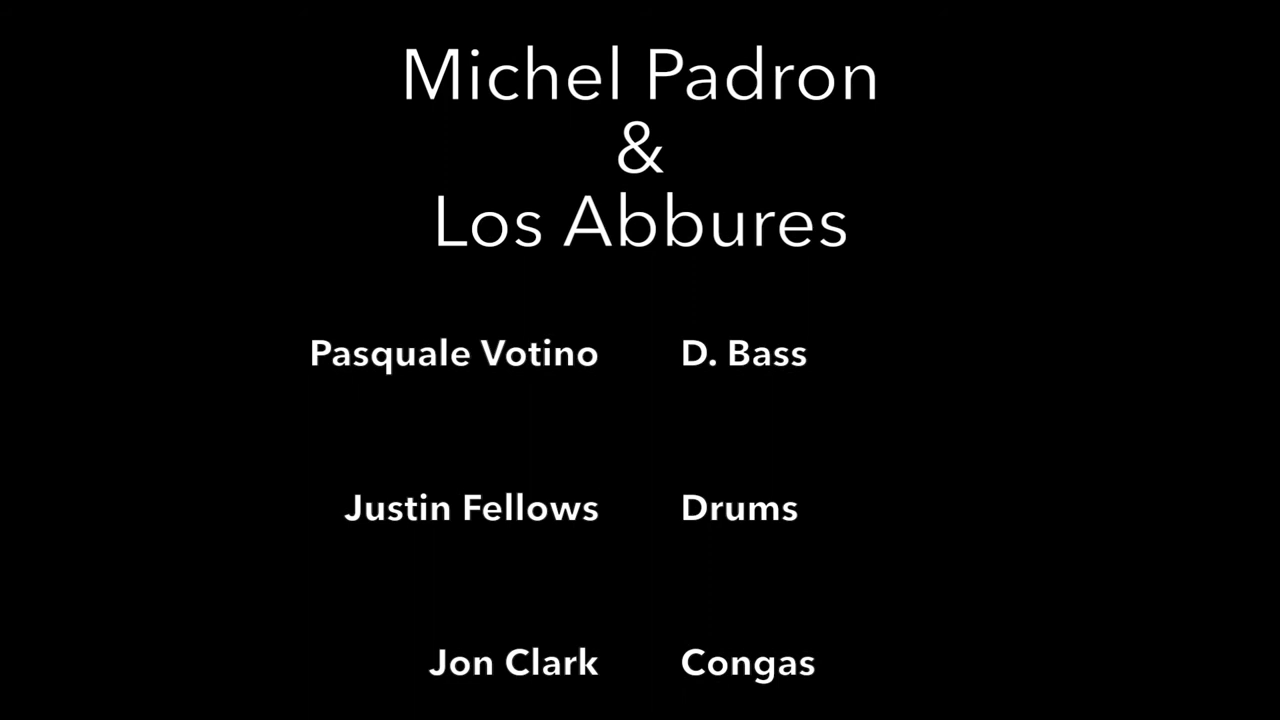 Michel Padron
&
Los Abbures
Pasquale Votino D. Bass
Justin Fellows Drums
Jon Clark Congas